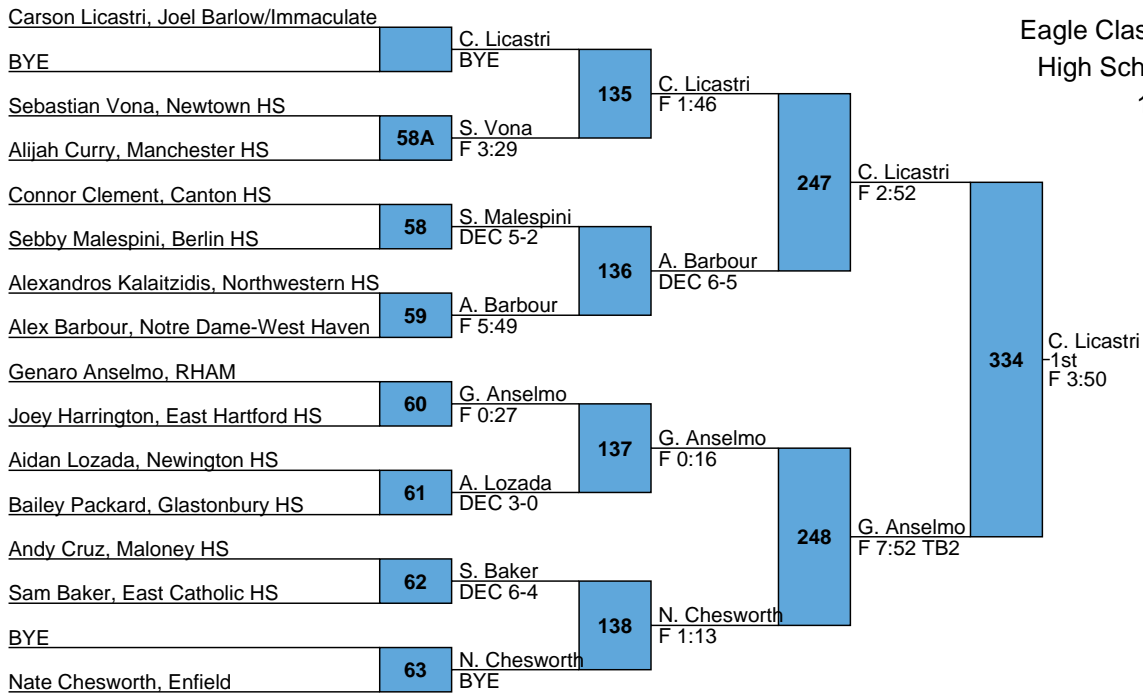 Carson Licastri, Joel Barlow/Immaculate
BYE
C. Licastri
BYE
Sebastian Vona, Newtown HS
58A
Alijah Curry, Manchester HS
S. Vona
F 3:29
135
C. Licastri
F 1:46
Connor Clement, Canton HS
58
Sebby Malespini, Berlin HS
S. Malespini
DEC 5-2
Alexandros Kalaitzidis, Northwestern HS
59
Alex Barbour, Notre Dame-West Haven
A. Barbour
F 5:49
136
A. Barbour
DEC 6-5
247
C. Licastri
F 2:52
Genaro Anselmo, RHAM
60
Joey Harrington, East Hartford HS
G. Anselmo
F 0:27
Aidan Lozada, Newington HS
61
Bailey Packard, Glastonbury HS
A. Lozada
DEC 3-0
137
G. Anselmo
F 0:16
Andy Cruz, Maloney HS
62
Sam Baker, East Catholic HS
S. Baker
DEC 6-4
BYE
63
Nate Chesworth, Enfield
N. Chesworth
BYE
138
N. Chesworth
F 1:13
248
G. Anselmo
F 7:52 TB2
334
C. Licastri
1st
F 3:50
Eagle Clas
High Sch